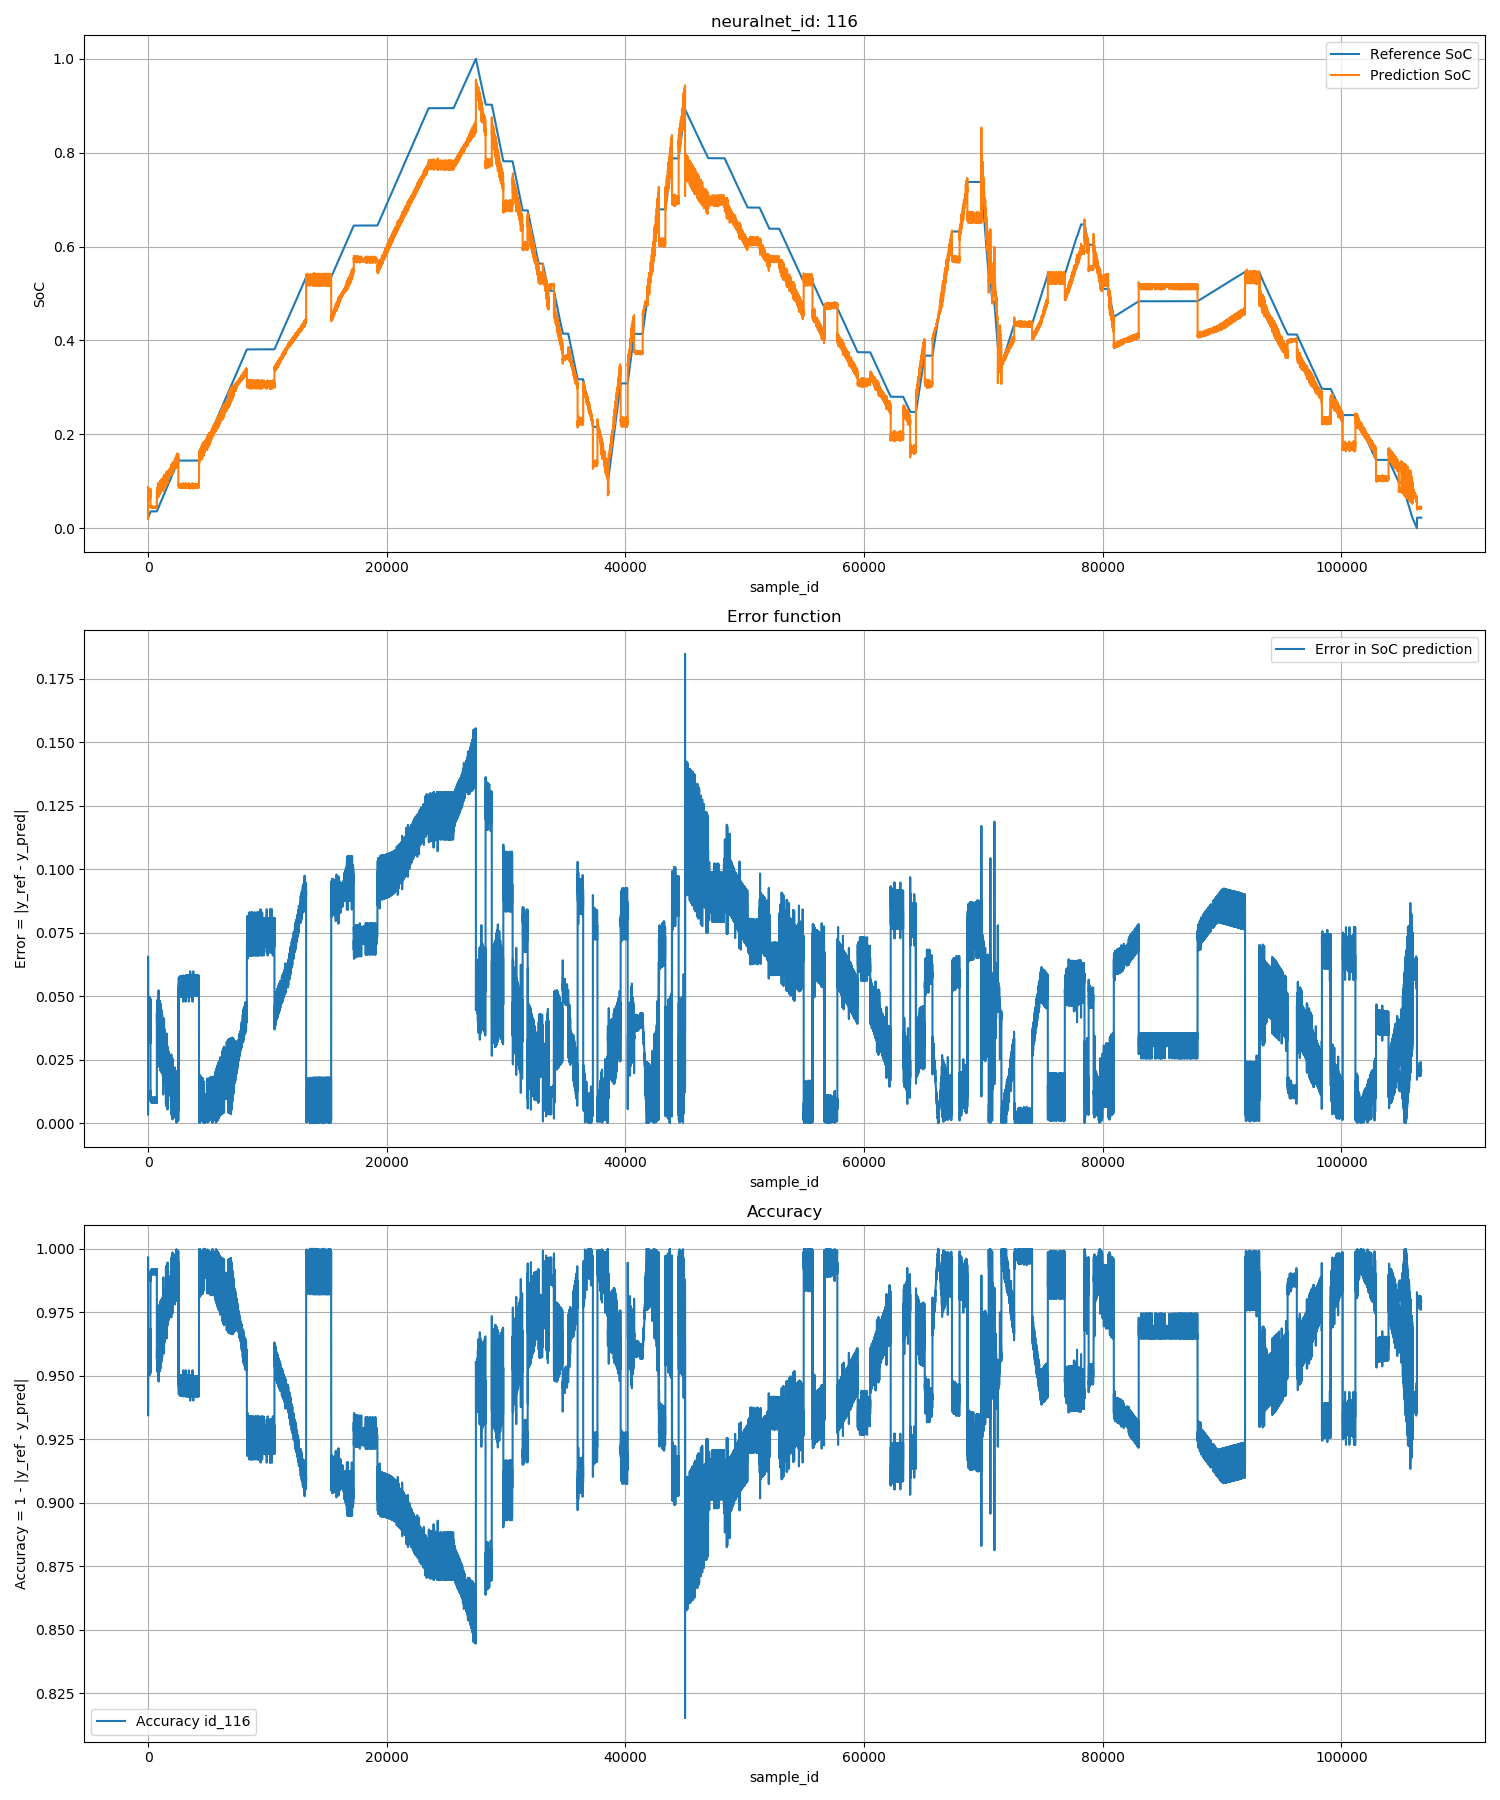 neuralnet_id: 116
Reference SoC
Prediction SoC
1.0
0.8
0.6
0.4
0.2
0.0
SoC
0 20000 40000 60000 80000 100000
sample_id
Error function
Error in SoC prediction
0.175
0.150
0.125
0.100
0.075
0.050
0.025
0.000
Error = |y_ref - y_pred|
0 20000 40000 60000 80000 100000
sample_id
Accuracy
1.000
0.975
0.950
0.925
0.900
0.875
0.850
0.825
Accuracy = 1 - |y_ref - y_pred|
Accuracy id_116
0 20000 40000 60000 80000 100000
sample_id